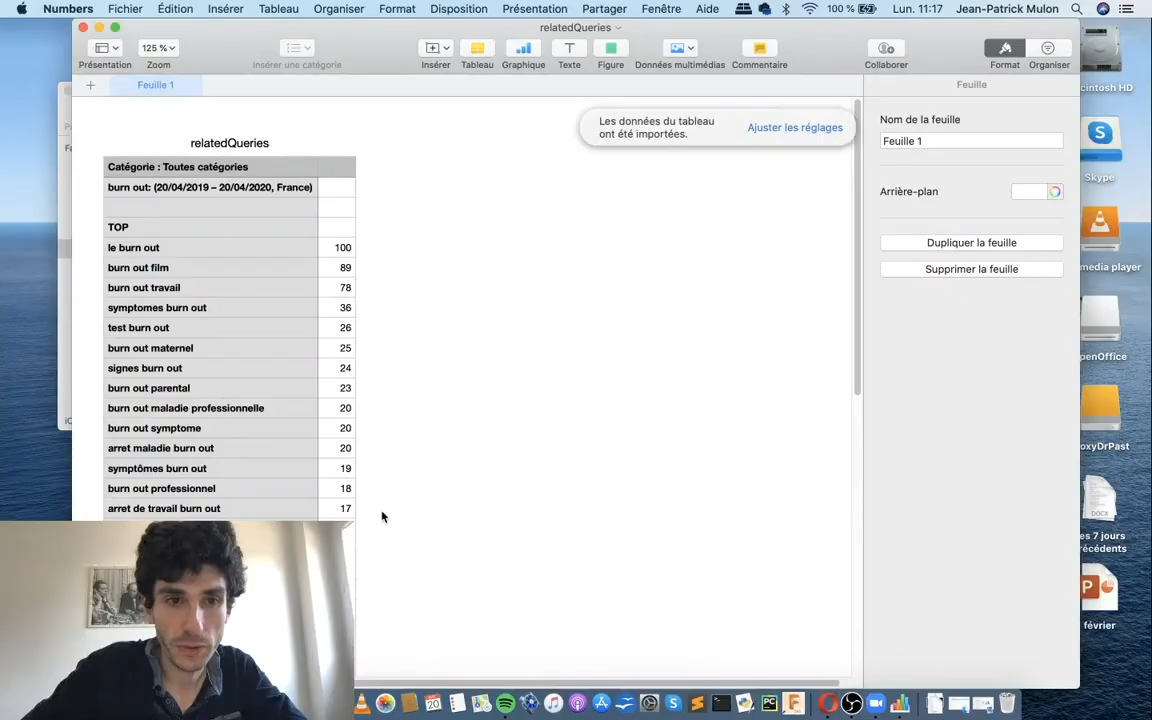 Numbers Fichier Édition Insérer Tableau Organiser Format Disposition Présentation Partager Fenêtre Aide 100 % Lun. 11:17 Jean-Patrick Mulon
relatedQueries
125 %
Présentation Zoom Insérer une catégorie Insérer Tableau Graphique Texte Figure Données multimédias Commentaire Collaborer Format Organiser
Feuille 1
Feuille
Les données du tableau
ont été importées.
Ajuster les réglages
Nom de la feuille
Feuille 1
Arrière-plan
Dupliquer la feuille
Supprimer la feuille
relatedQueries
Catégorie : Toutes catégories
burn out: (20/04/2019 – 20/04/2020, France)
TOP
le burn out 100
burn out film 89
burn out travail 78
symptomes burn out 36
test burn out 26
burn out maternel 25
signes burn out 24
burn out parental 23
burn out maladie professionnelle 20
burn out symptome 20
arret maladie burn out 20
symptômes burn out 19
burn out professionnel 18
arret de travail burn out 17
cintosh HD
Skype
media player
penOffice
oxyDrPast
DOCX
es 7 jours
récédents
février
20
PC